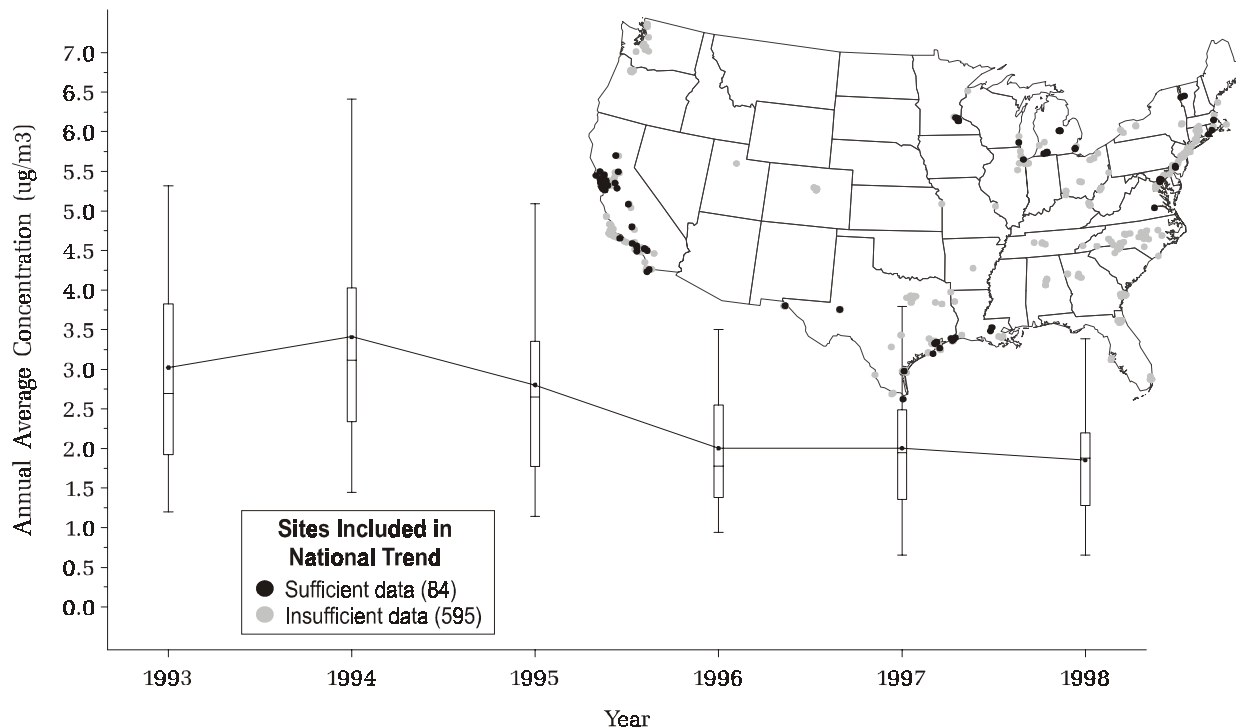 Annual Average Concentration (ug/m3)
7.0
6.5
6.0
5.5
5.0
4.5
4.0
3.5
3.0
2.5
2.0
1.5
1.0
0.5
0.0
Sites Included in
National Trend
Sufficient data (84)
Insufficient data (595)
1993 1994 1995 1996 1997 1998
Year